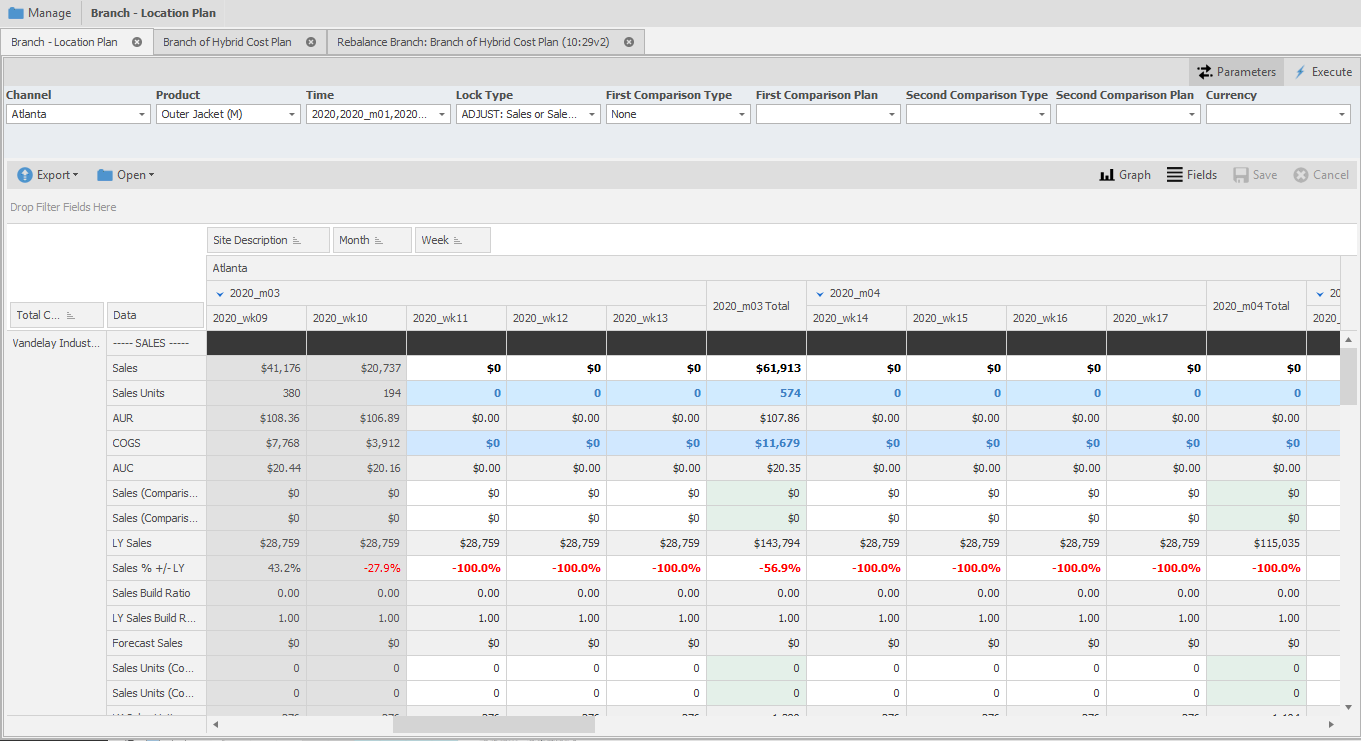 Manage Branch - Location Plan
Branch - Location Plan Branch of Hybrid Cost Plan Rebalance Branch: Branch of Hybrid Cost Plan (10:29v2)
Parameters Execute
Channel Product Time Lock Type First Comparison Type First Comparison Plan Second Comparison Type Second Comparison Plan Currency
Atlanta Outer Jacket (M) 2020,2020_m01,2020... ADJUST: Sales or Sale... None
Export Open Graph Fields Save Cancel
Drop Filter Fields Here
Site Description Month Week
Atlanta
2020_m03 2020_m03 Total 2020_m04 2020_m04 Total 20
Total C... Data 2020_wk09 2020_wk10 2020_wk11 2020_wk12 2020_wk13 2020_wk14 2020_wk15 2020_wk16 2020_wk17 2020_
Vandelay Indust... ----- SALES -----
Sales $41,176 $20,737 $0 $0 $0 $61,913 $0 $0 $0 $0 $0
Sales Units 380 194 0 0 0 574 0 0 0 0 0
AUR $108.36 $106.89 $0.00 $0.00 $0.00 $107.86 $0.00 $0.00 $0.00 $0.00 $0.00
COGS $7,768 $3,912 $0 $0 $0 $11,679 $0 $0 $0 $0 $0
AUC $20.44 $20.16 $0.00 $0.00 $0.00 $20.35 $0.00 $0.00 $0.00 $0.00 $0.00
Sales (Comparis... $0 $0 $0 $0 $0 $0 $0 $0 $0 $0 $0
Sales (Comparis... $0 $0 $0 $0 $0 $0 $0 $0 $0 $0 $0
LY Sales $28,759 $28,759 $28,759 $28,759 $28,759 $143,794 $28,759 $28,759 $28,759 $28,759 $115,035
Sales % +/- LY 43.2% -27.9% -100.0% -100.0% -100.0% -56.9% -100.0% -100.0% -100.0% -100.0% -100.0%
Sales Build Ratio 0.00 0.00 0.00 0.00 0.00 0.00 0.00 0.00 0.00 0.00 0.00
LY Sales Build R... 1.00 1.00 1.00 1.00 1.00 1.00 1.00 1.00 1.00 1.00 1.00
Forecast Sales $0 $0 $0 $0 $0 $0 $0 $0 $0 $0 $0
Sales Units (Co... 0 0 0 0 0 0 0 0 0 0 0
Sales Units (Co... 0 0 0 0 0 0 0 0 0 0 0